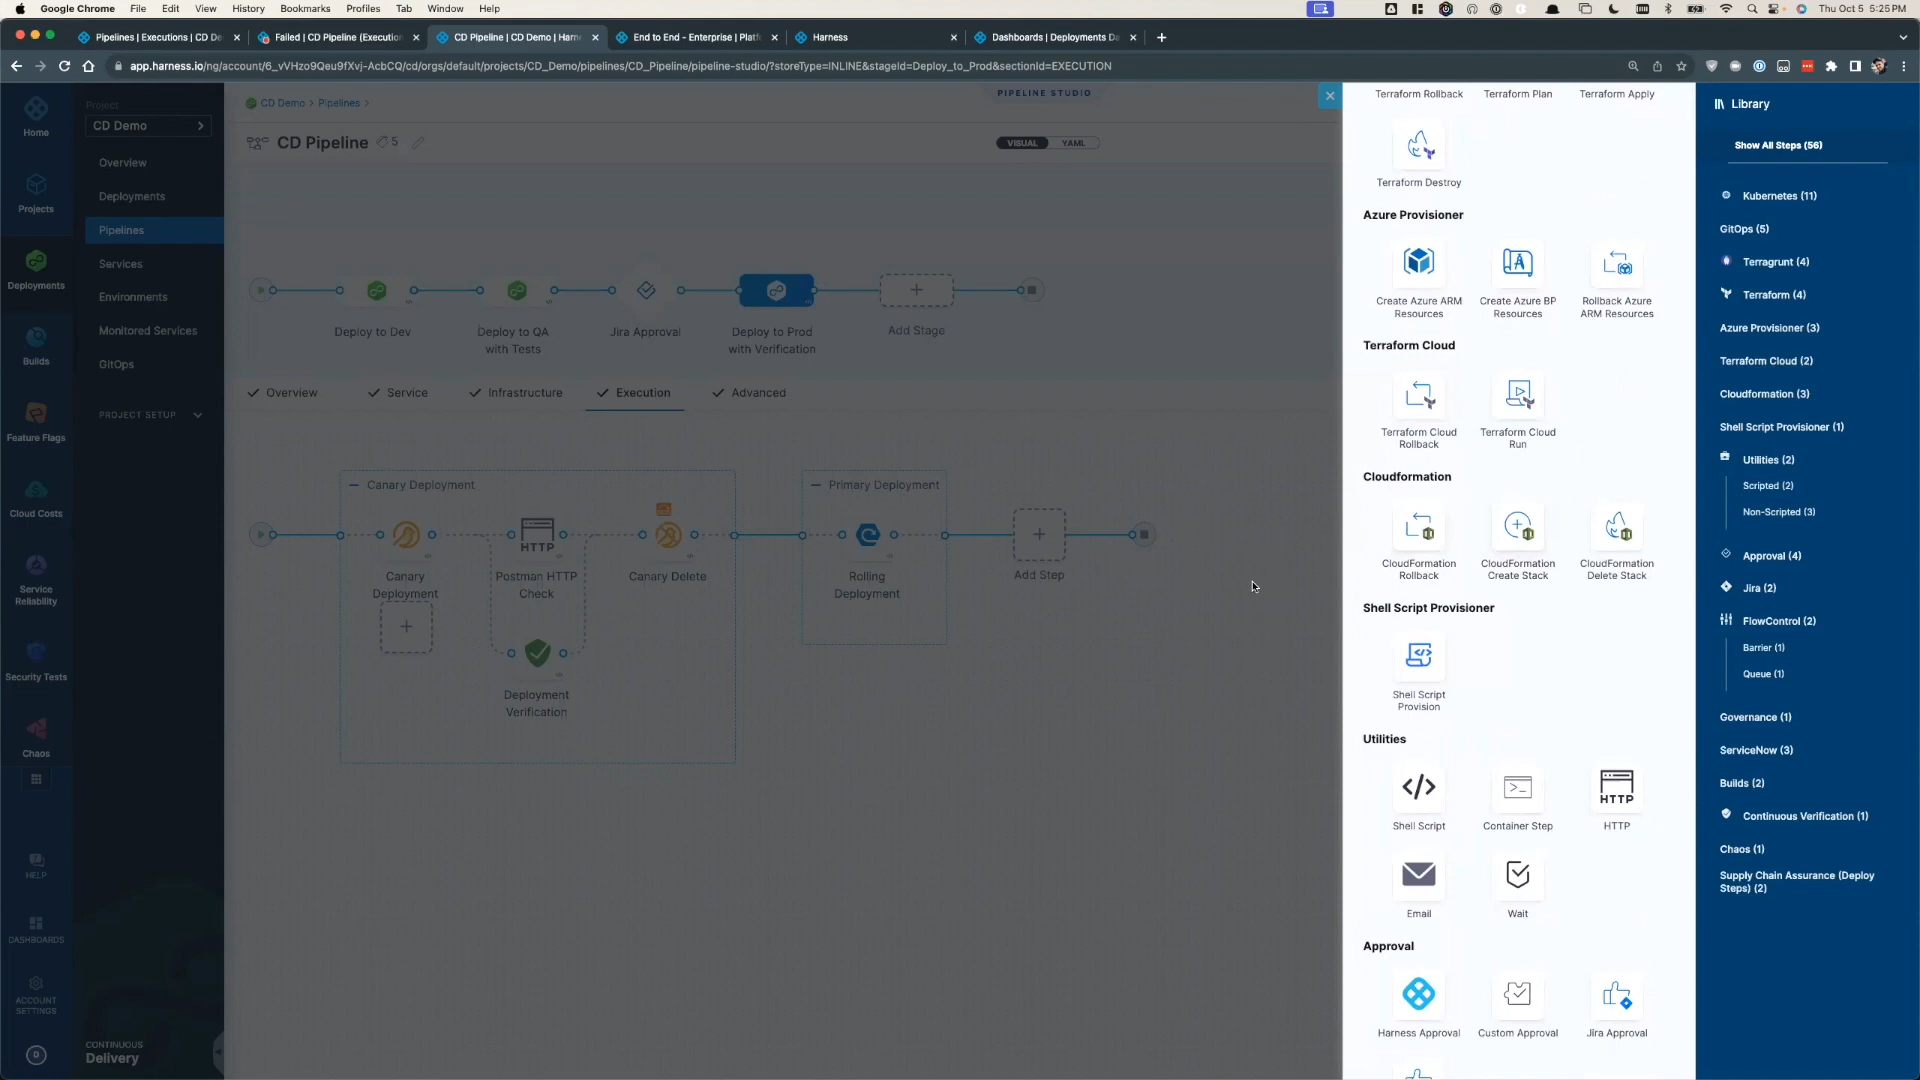 Google Chrome File Edit View History Bookmarks Profiles Tab Window Help
Thu Oct 5 5:25 PM
Pipelines | Executions | CD De
Failed | CD Pipeline (Execution
CD Pipeline | CD Demo | Harn
End to End - Enterprise | Platf
Harness
Dashboards | Deployments Da
app.harness.io/ng/account/6_vVHzo9Qeu9fXvj-AcbCQ/cd/orgs/default/projects/CD_Demo/pipelines/CD_Pipeline/pipeline-studio/?storeType=INLINE&stageId=Deploy_to_Prod&sectionId=EXECUTION
Home
Projects
Deployments
Builds
Feature Flags
Cloud Costs
Service
Reliability
Security Tests
Chaos
HELP
DASHBOARDS
ACCOUNT
SETTINGS
Project
CD Demo
Overview
Deployments
Pipelines
Services
Environments
Monitored Services
GitOps
PROJECT SETUP
CONTINUOUS
Delivery
CD Demo > Pipelines >
PIPELINE STUDIO
CD Pipeline
5
VISUAL
YAML
Deploy to Dev
Deploy to QA
with Tests
Jira Approval
Deploy to Prod
with Verification
Add Stage
Overview
Service
Infrastructure
Execution
Advanced
Canary Deployment
Canary
Deployment
HTTP
Postman HTTP
Check
Canary Delete
Deployment
Verification
Primary Deployment
Rolling
Deployment
Add Step
Terraform Rollback
Terraform Plan
Terraform Apply
Terraform Destroy
Azure Provisioner
Create Azure ARM
Resources
Create Azure BP
Resources
Rollback Azure
ARM Resources
Terraform Cloud
Terraform Cloud
Rollback
Terraform Cloud
Run
Cloudformation
CloudFormation
Rollback
CloudFormation
Create Stack
CloudFormation
Delete Stack
Shell Script Provisioner
Shell Script
Provision
Utilities
Shell Script
Container Step
HTTP
HTTP
Email
Wait
Approval
Harness Approval
Custom Approval
Jira Approval
Library
Show All Steps (56)
Kubernetes (11)
GitOps (5)
Terragrunt (4)
Terraform (4)
Azure Provisioner (3)
Terraform Cloud (2)
Cloudformation (3)
Shell Script Provisioner (1)
Utilities (2)
Scripted (2)
Non-Scripted (3)
Approval (4)
Jira (2)
FlowControl (2)
Barrier (1)
Queue (1)
Governance (1)
ServiceNow (3)
Builds (2)
Continuous Verification (1)
Chaos (1)
Supply Chain Assurance (Deploy
Steps) (2)